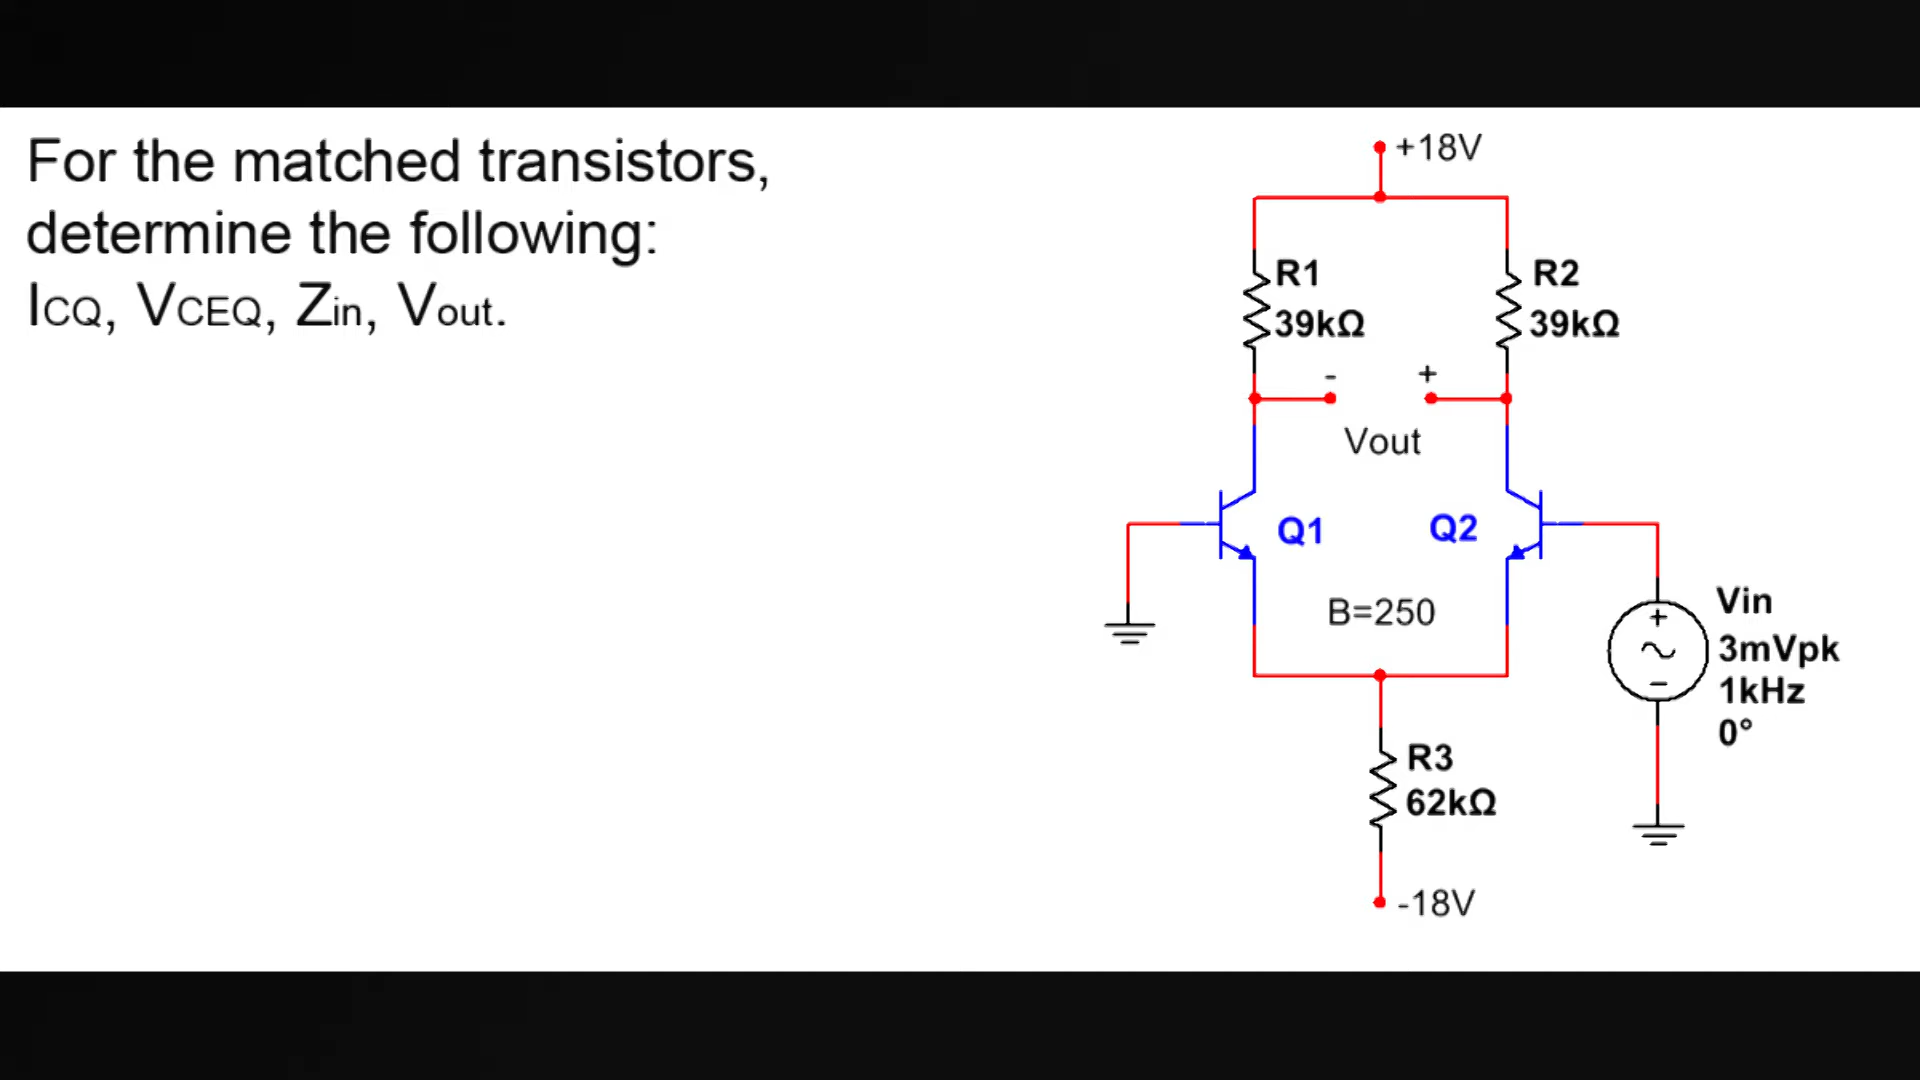 For the matched transistors,
determine the following:
ICQ, VCEQ, Zin, Vout.
+18V
R1
39kΩ
R2
39kΩ
-
+
Vout
Q1
Q2
B=250
Vin
3mVpk
1kHz
0°
+
−
R3
62kΩ
-18V